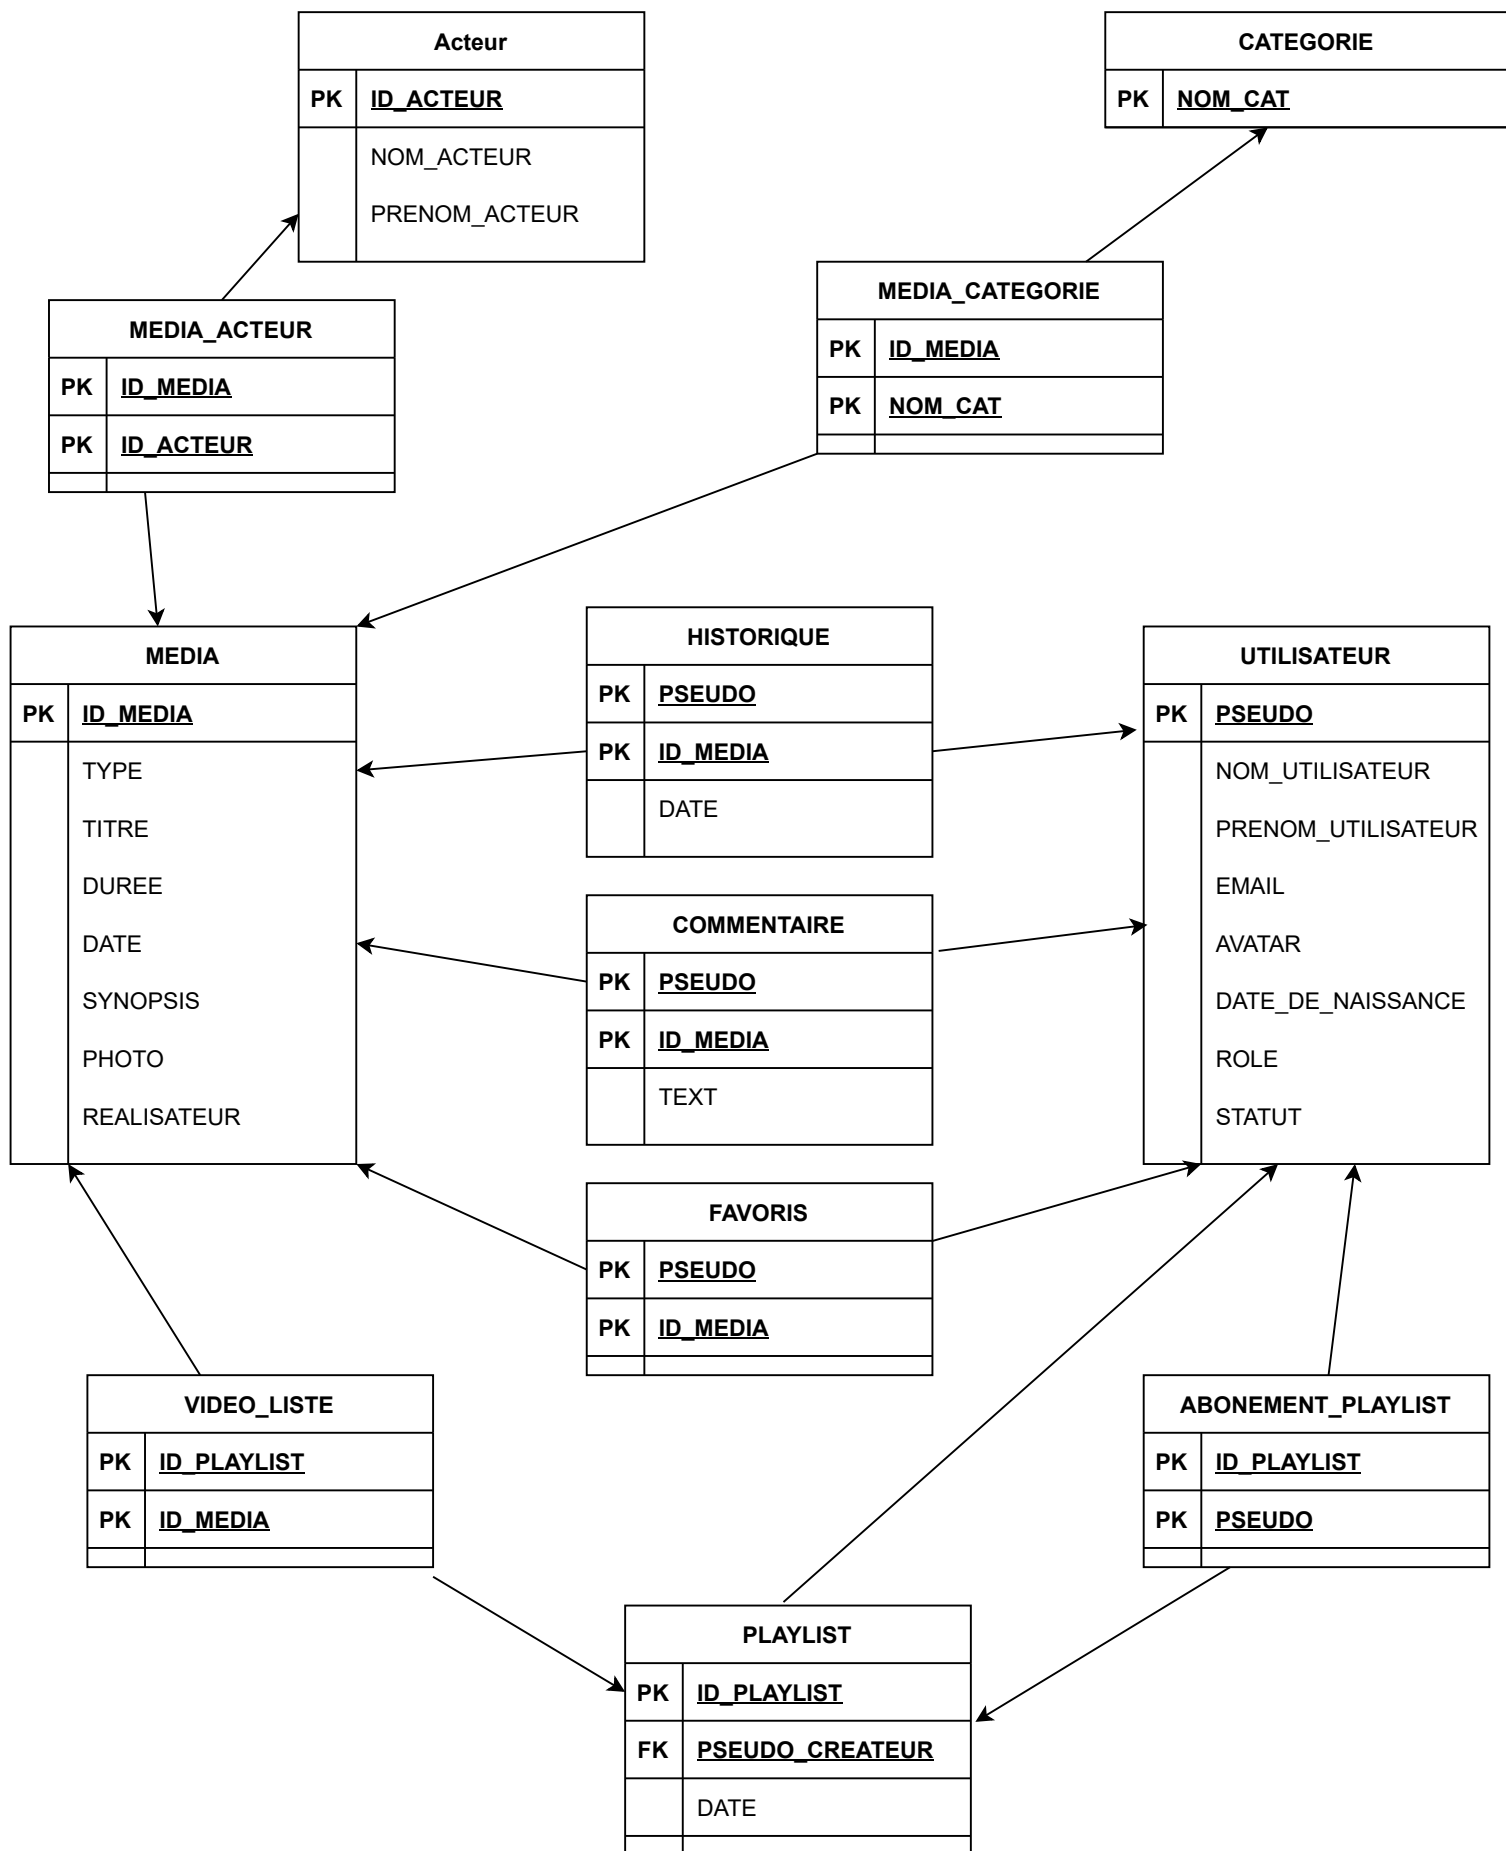 Acteur
PK ID_ACTEUR
NOM_ACTEUR
PRENOM_ACTEUR
CATEGORIE
PK NOM_CAT
MEDIA_ACTEUR
PK ID_MEDIA
PK ID_ACTEUR
MEDIA_CATEGORIE
PK ID_MEDIA
PK NOM_CAT
MEDIA
PK ID_MEDIA
TYPE
TITRE
DUREE
DATE
SYNOPSIS
PHOTO
REALISATEUR
HISTORIQUE
PK PSEUDO
PK ID_MEDIA
DATE
UTILISATEUR
PK PSEUDO
NOM_UTILISATEUR
PRENOM_UTILISATEUR
EMAIL
AVATAR
DATE_DE_NAISSANCE
ROLE
STATUT
COMMENTAIRE
PK PSEUDO
PK ID_MEDIA
TEXT
FAVORIS
PK PSEUDO
PK ID_MEDIA
VIDEO_LISTE
PK ID_PLAYLIST
PK ID_MEDIA
ABONEMENT_PLAYLIST
PK ID_PLAYLIST
PK PSEUDO
PLAYLIST
PK ID_PLAYLIST
FK PSEUDO_CREATEUR
DATE